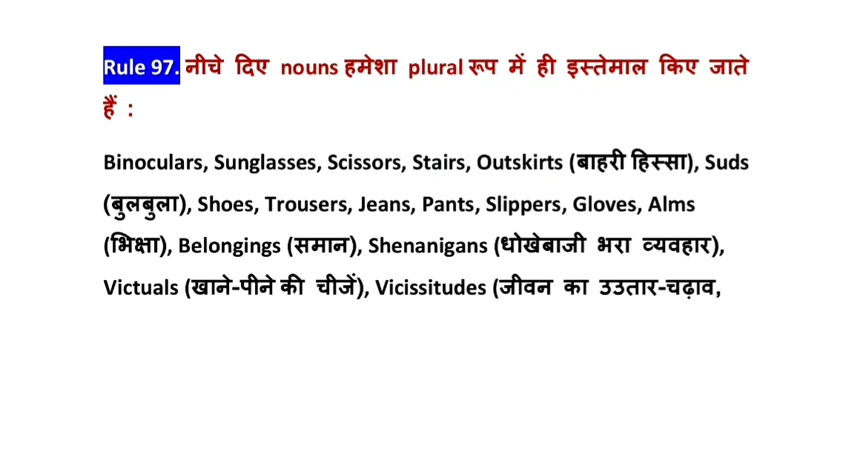 Rule 97. नीचे दिए nouns हमेशा plural रूप में ही इस्तेमाल किए जाते
हैं :
Binoculars, Sunglasses, Scissors, Stairs, Outskirts (बाहरी हिस्सा), Suds
(बुलबुला), Shoes, Trousers, Jeans, Pants, Slippers, Gloves, Alms
(भिक्षा), Belongings (समान), Shenanigans (धोखेबाजी भरा व्यवहार),
Victuals (खाने-पीने की चीजें), Vicissitudes (जीवन का उउतार-चढ़ाव,